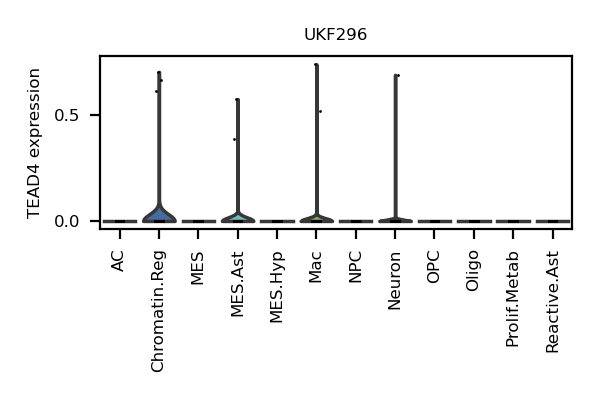 UKF296
TEAD4 expression
0.5
0.0
AC
Chromatin.Reg
MES
MES.Ast
MES.Hyp
Mac
NPC
Neuron
OPC
Oligo
Prolif.Metab
Reactive.Ast